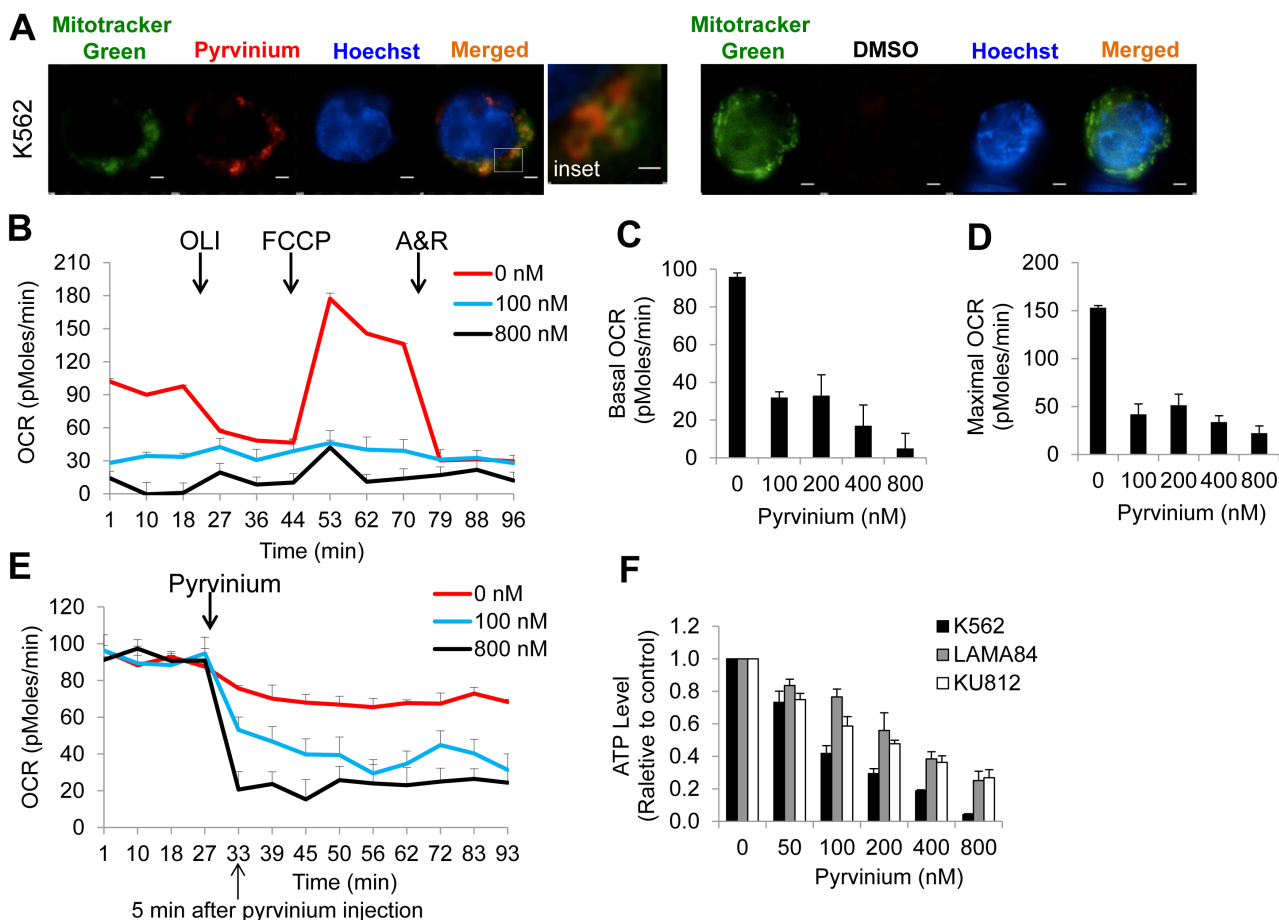 A
Mitotracker Green
Pyrvinium
Hoechst
Merged
K562
inset
Mitotracker Green
DMSO
Hoechst
Merged
B
OLI
FCCP
A&R
0 nM
100 nM
800 nM
OCR (pMoles/min)
210
180
150
120
90
60
30
0
1 10 18 27 36 44 53 62 70 79 88 96
Time (min)
C
Basal OCR
(pMoles/min)
100
80
60
40
20
0
0 100 200 400 800
Pyrvinium (nM)
D
Maximal OCR
(pMoles/min)
200
150
100
50
0
0 100 200 400 800
Pyrvinium (nM)
E
Pyrvinium
0 nM
100 nM
800 nM
OCR (pMoles/min)
120
100
80
60
40
20
0
1 10 18 27 33 39 45 50 56 62 72 83 93
Time (min)
5 min after pyrvinium injection
F
K562
LAMA84
KU812
ATP Level
(Raletive to control)
1.2
1.0
0.8
0.6
0.4
0.2
0.0
0 50 100 200 400 800
Pyrvinium (nM)